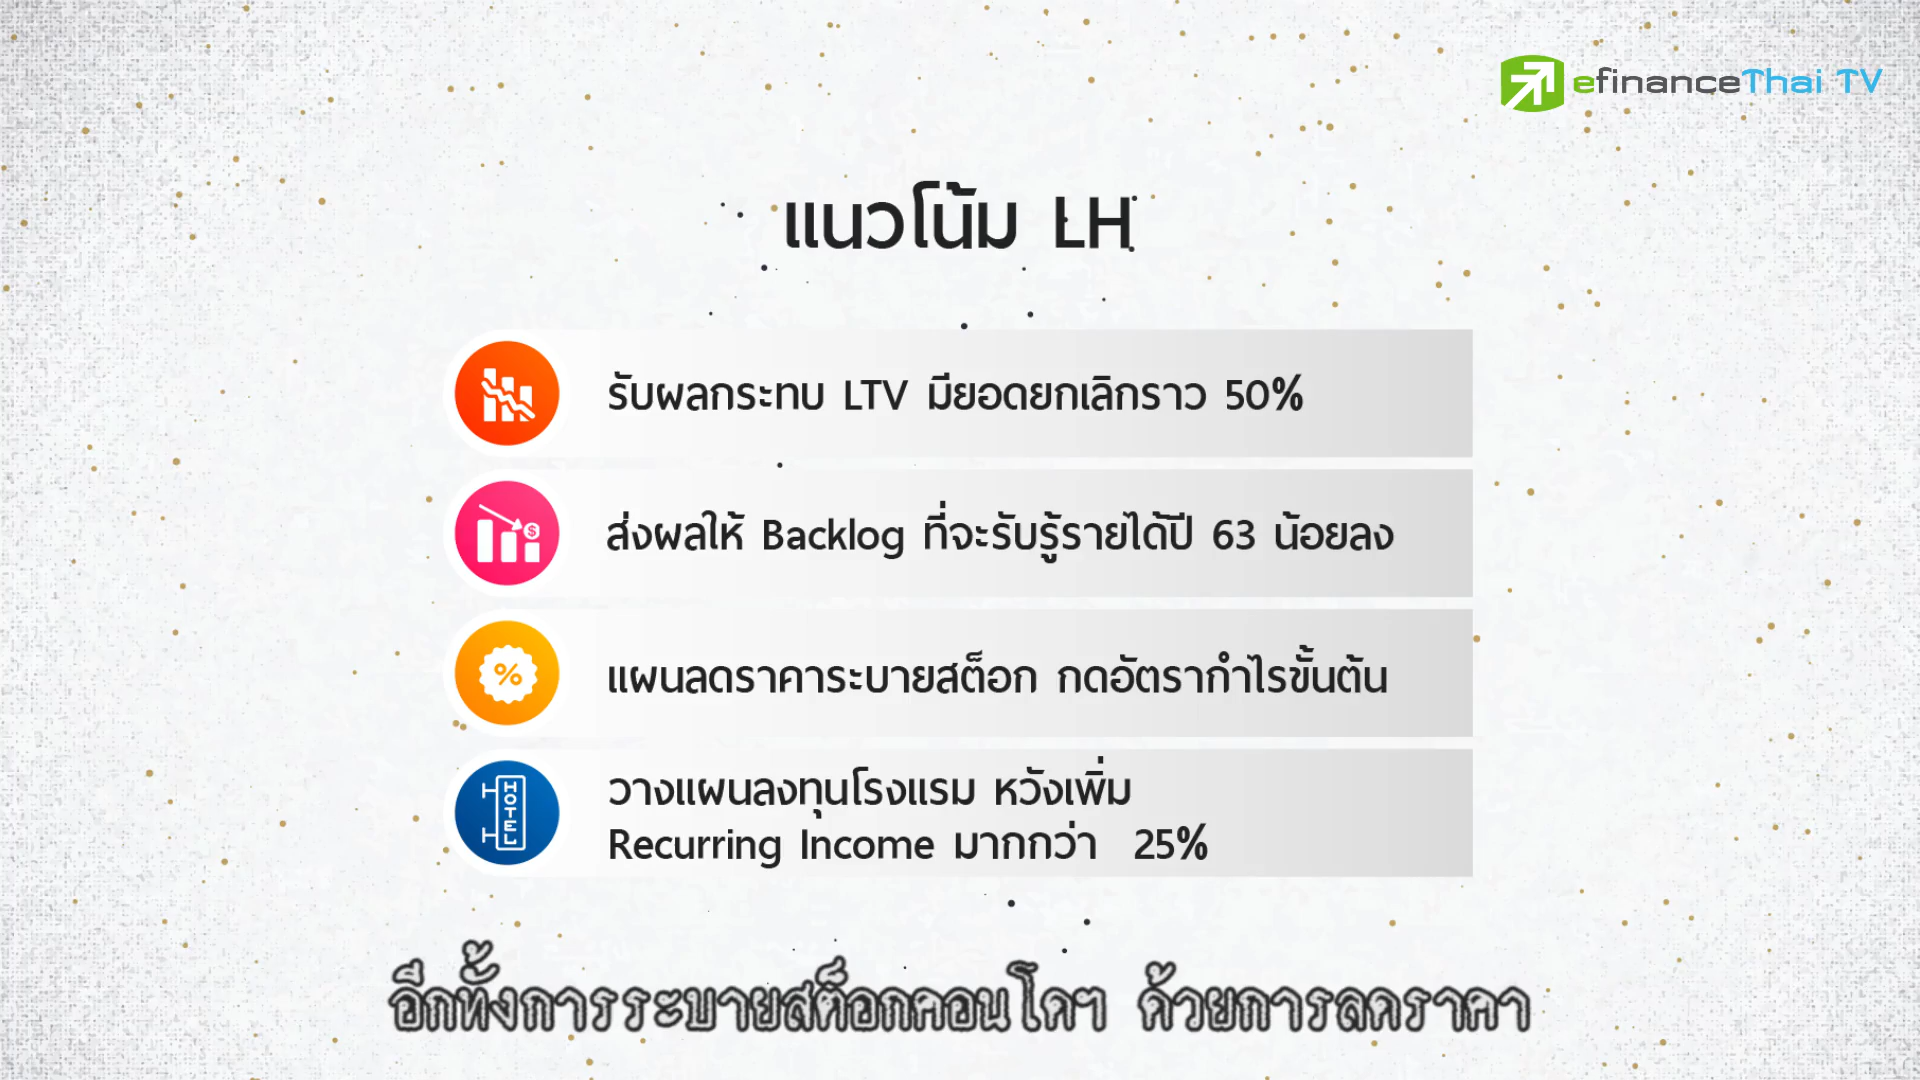 efinanceThai TV
แนวโน้ม LH
รับผลกระทบ LTV มียอดยกเลิกราว 50%
ส่งผลให้ Backlog ที่จะรับรู้รายได้ปี 63 น้อยลง
แผนลดราคาระบายสต็อก กดอัตรากำไรขั้นต้น
HOTEL
วางแผนลงทุนโรงแรม หวังเพิ่ม
Recurring Income มากกว่า 25%
อีกทั้งการระบายสต็อกคอนโดฯ ด้วยการลดราคา